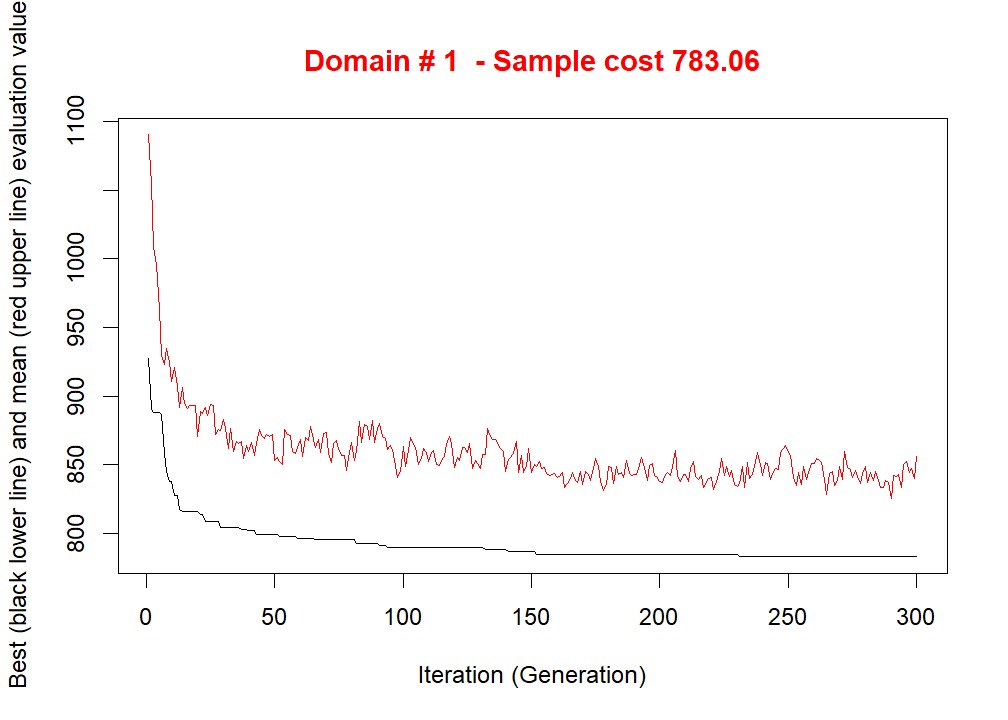 Domain # 1  - Sample cost 783.06
Best (black lower line) and mean (red upper line) evaluation value
1100
1000
950
900
850
800
0 50 100 150 200 250 300
Iteration (Generation)